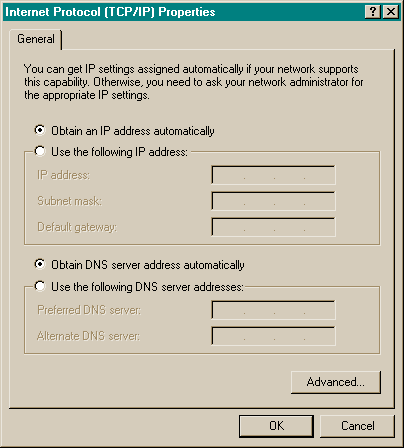 Internet Protocol (TCP/IP) Properties
General
You can get IP settings assigned automatically if your network supports
this capability. Otherwise, you need to ask your network administrator for
the appropriate IP settings.
Obtain an IP address automatically
Use the following IP address:
IP address:
Subnet mask:
Default gateway:
Obtain DNS server address automatically
Use the following DNS server addresses:
Preferred DNS server:
Alternate DNS server:
Advanced...
OK Cancel